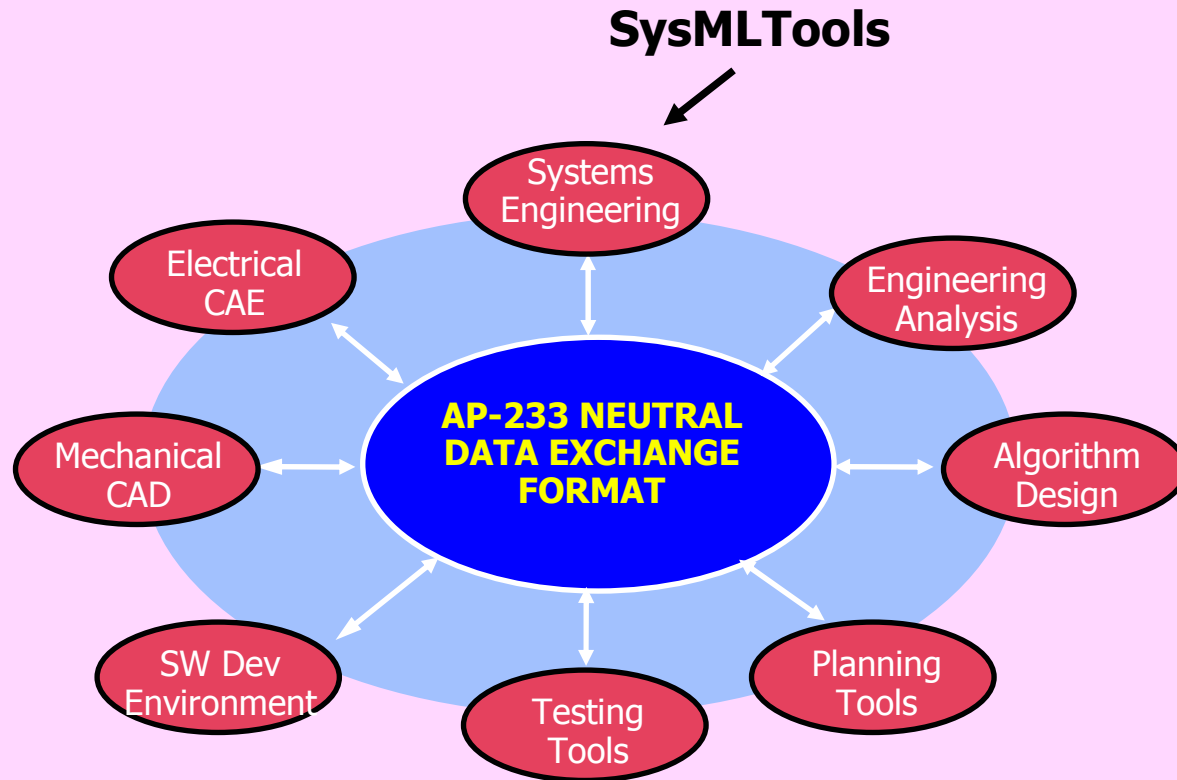 SysMLTools
Systems
Engineering
Electrical
CAE
Engineering
Analysis
AP-233 NEUTRAL
DATA EXCHANGE
FORMAT
Mechanical
CAD
Algorithm
Design
SW Dev
Environment
Planning
Tools
Testing
Tools